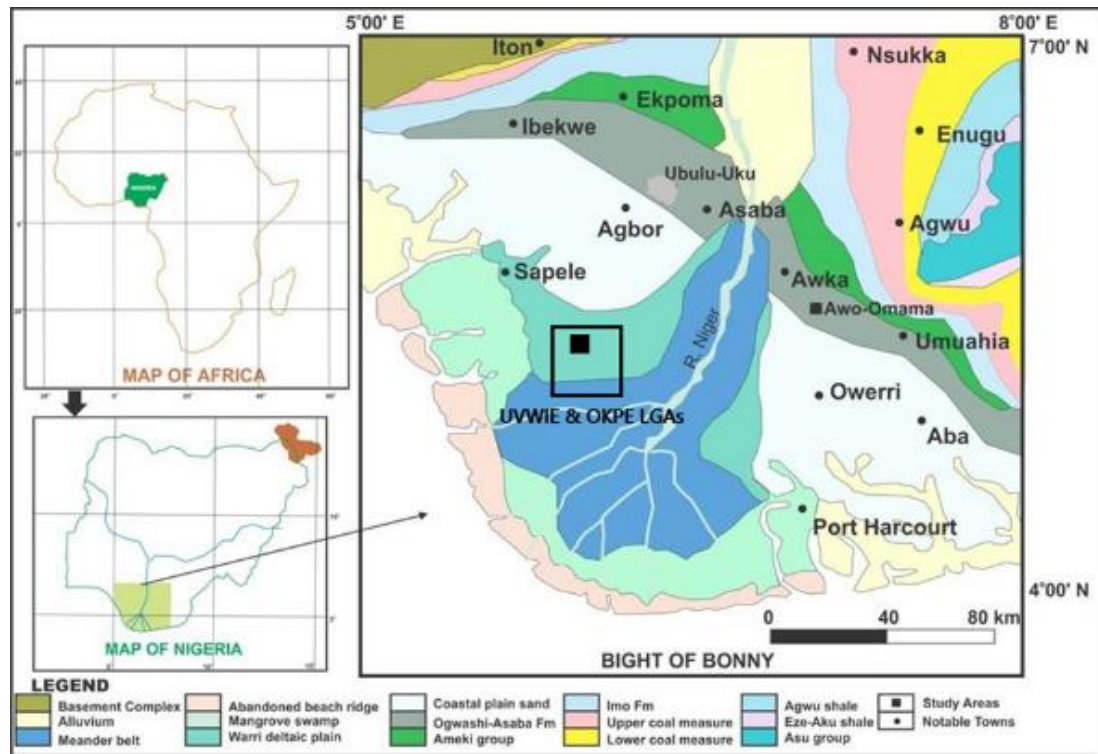 5°00' E
8°00' E
7°00' N
4°00' N
NIGERIA
MAP OF AFRICA
MAP OF NIGERIA
Iton
Nsukka
Ekpoma
Ibekwe
Enugu
Ubulu-Uku
Asaba
Agbor
Agwu
Sapele
Awka
Awo-Omama
R. Niger
Umuahia
Owerri
UVWIE & OKPE LGAs
Aba
Port Harcourt
0 40 80 km
BIGHT OF BONNY
LEGEND
Basement Complex
Alluvium
Meander belt
Abandoned beach ridge
Mangrove swamp
Warri deltaic plain
Coastal plain sand
Ogwashi-Asaba Fm
Ameki group
Imo Fm
Upper coal measure
Lower coal measure
Agwu shale
Eze-Aku shale
Asu group
Study Areas
Notable Towns